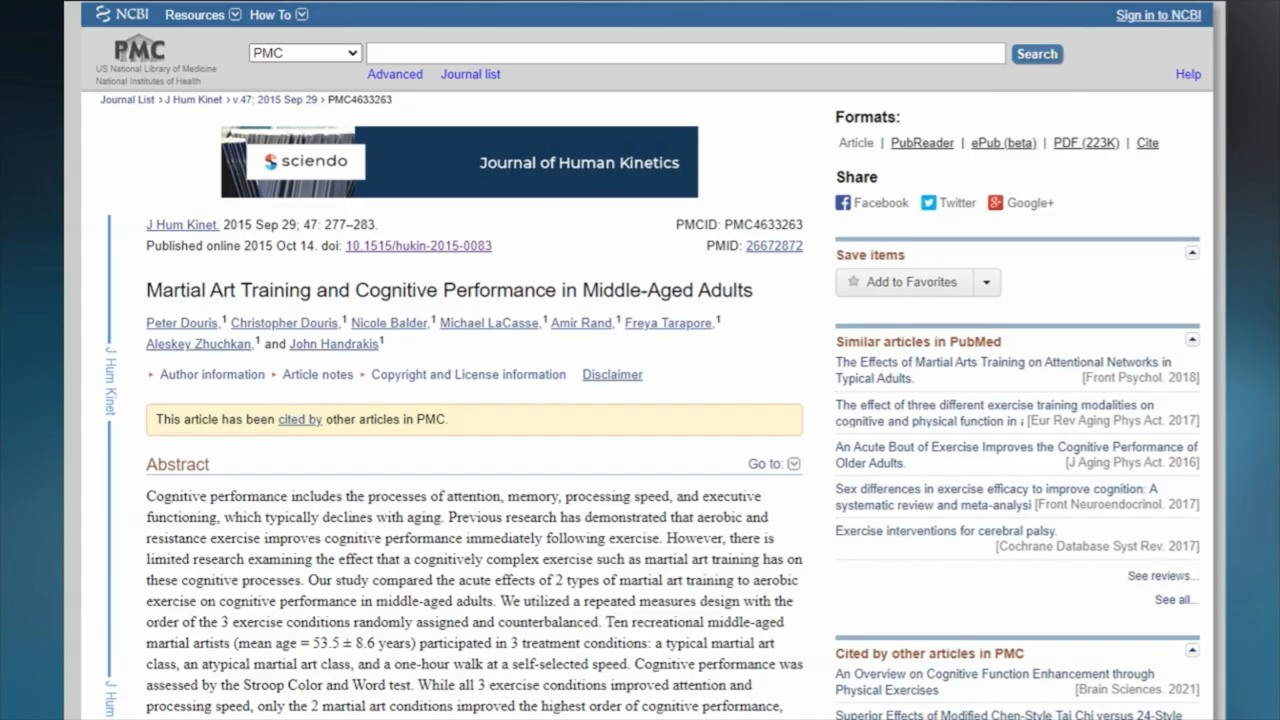 NCBI Resources How To Sign in to NCBI
PMC
US National Library of Medicine
National Institutes of Health
PMC
Search
Advanced Journal list
Help
Journal List > J Hum Kinet > v.47; 2015 Sep 29 > PMC4633263
sciendo
Journal of Human Kinetics
J Hum Kinet. 2015 Sep 29; 47: 277–283.
PMCID: PMC4633263
Published online 2015 Oct 14. doi: 10.1515/hukin-2015-0083
PMID: 26672872
Martial Art Training and Cognitive Performance in Middle-Aged Adults
Peter Douris,1 Christopher Douris,1 Nicole Balder,1 Michael LaCasse,1 Amir Rand,1 Freya Tarapore,1
Aleskey Zhuchkan,1 and John Handrakis1
Author information Article notes Copyright and License information Disclaimer
This article has been cited by other articles in PMC.
Abstract
Go to:
Cognitive performance includes the processes of attention, memory, processing speed, and executive
functioning, which typically declines with aging. Previous research has demonstrated that aerobic and
resistance exercise improves cognitive performance immediately following exercise. However, there is
limited research examining the effect that a cognitively complex exercise such as martial art training has on
these cognitive processes. Our study compared the acute effects of 2 types of martial art training to aerobic
exercise on cognitive performance in middle-aged adults. We utilized a repeated measures design with the
order of the 3 exercise conditions randomly assigned and counterbalanced. Ten recreational middle-aged
martial artists (mean age = 53.5 ± 8.6 years) participated in 3 treatment conditions: a typical martial art
class, an atypical martial art class, and a one-hour walk at a self-selected speed. Cognitive performance was
assessed by the Stroop Color and Word test. While all 3 exercise conditions improved attention and
processing speed, only the 2 martial art conditions improved the highest order of cognitive performance,
J Hum Kinet
J Hum
Formats:
Article | PubReader | ePub (beta) | PDF (223K) | Cite
Share
Facebook Twitter Google+
Save items
Add to Favorites
Similar articles in PubMed
The Effects of Martial Arts Training on Attentional Networks in
Typical Adults. [Front Psychol. 2018]
The effect of three different exercise training modalities on
cognitive and physical function in [Eur Rev Aging Phys Act. 2017]
An Acute Bout of Exercise Improves the Cognitive Performance of
Older Adults. [J Aging Phys Act. 2016]
Sex differences in exercise efficacy to improve cognition: A
systematic review and meta-analysi [Front Neuroendocrinol. 2017]
Exercise interventions for cerebral palsy.
[Cochrane Database Syst Rev. 2017]
See reviews...
See all...
Cited by other articles in PMC
An Overview on Cognitive Function Enhancement through
Physical Exercises [Brain Sciences. 2021]
Superior Effects of Modified Chen-Style Tai Chi versus 24-Style